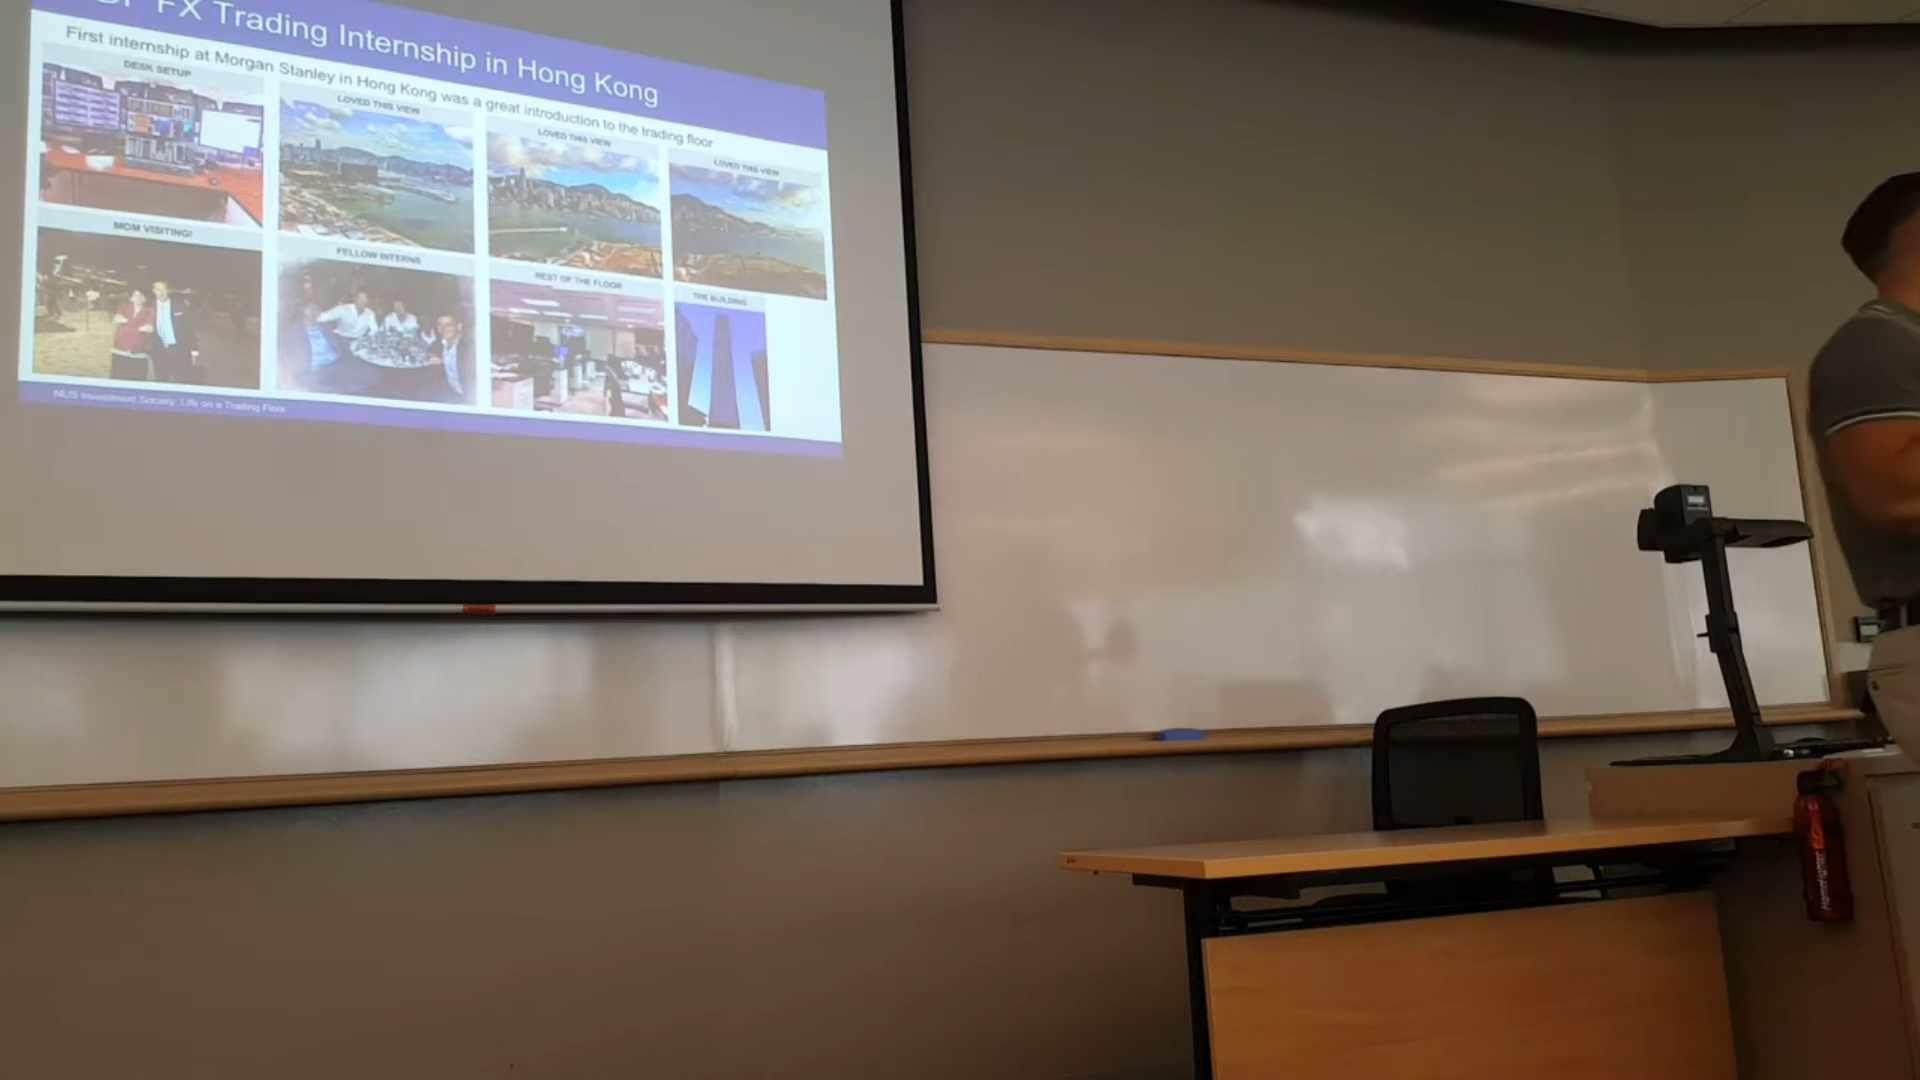 FX Trading Internship in Hong Kong
First internship at Morgan Stanley in Hong Kong was a great introduction to the trading floor
DESK SETUP
LOVED THIS VIEW
LOVED THIS VIEW
LOVED THIS VIEW
MOM VISITING!
FELLOW INTERNS
REST OF THE FLOOR
THE BUILDING
NUS Investment Society: Life on a Trading Floor